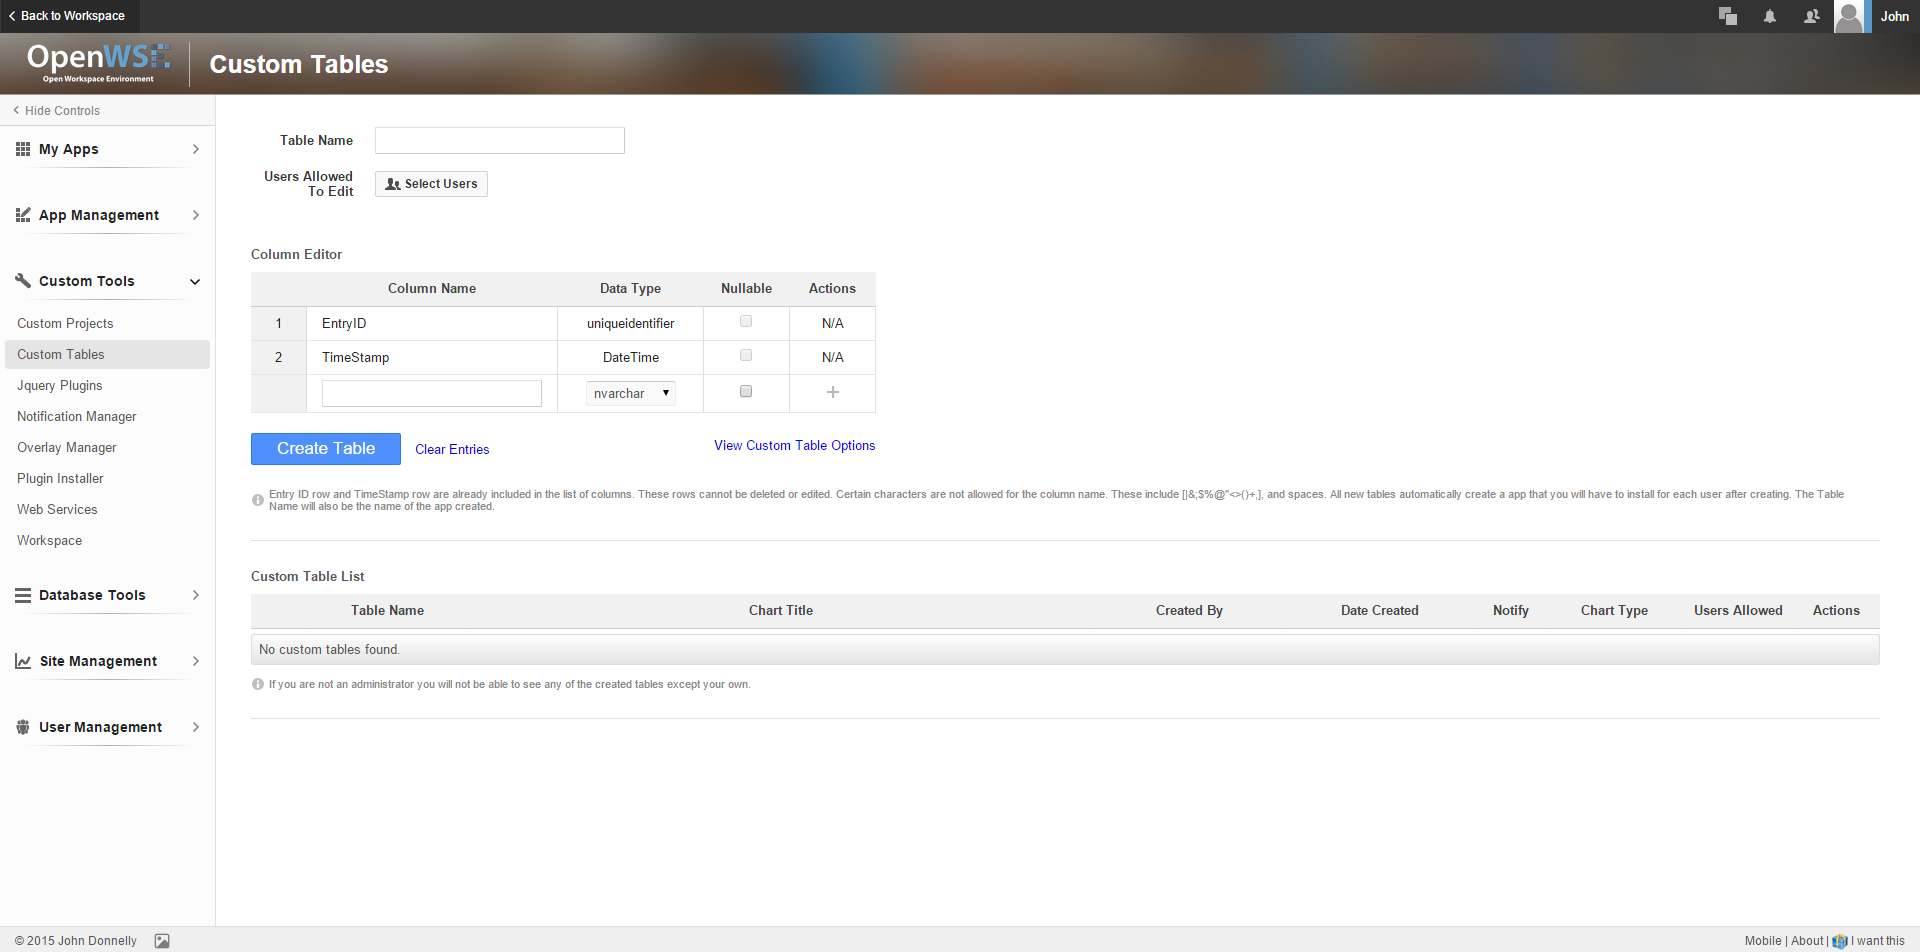 Back to Workspace
John
OpenWSE
Open Workspace Environment
Custom Tables
Hide Controls
My Apps
App Management
Custom Tools
Custom Projects
Custom Tables
Jquery Plugins
Notification Manager
Overlay Manager
Plugin Installer
Web Services
Workspace
Database Tools
Site Management
User Management
Table Name
Users Allowed
To Edit
Select Users
Column Editor
Column Name Data Type Nullable Actions
1 EntryID uniqueidentifier N/A
2 TimeStamp DateTime N/A
nvarchar
Create Table Clear Entries View Custom Table Options
Entry ID row and TimeStamp row are already included in the list of columns. These rows cannot be deleted or edited. Certain characters are not allowed for the column name. These include [|&;$%@"<>()+,], and spaces. All new tables automatically create a app that you will have to install for each user after creating. The Table
Name will also be the name of the app created.
Custom Table List
Table Name Chart Title Created By Date Created Notify Chart Type Users Allowed Actions
No custom tables found.
If you are not an administrator you will not be able to see any of the created tables except your own.
© 2015 John Donnelly
Mobile | About | I want this